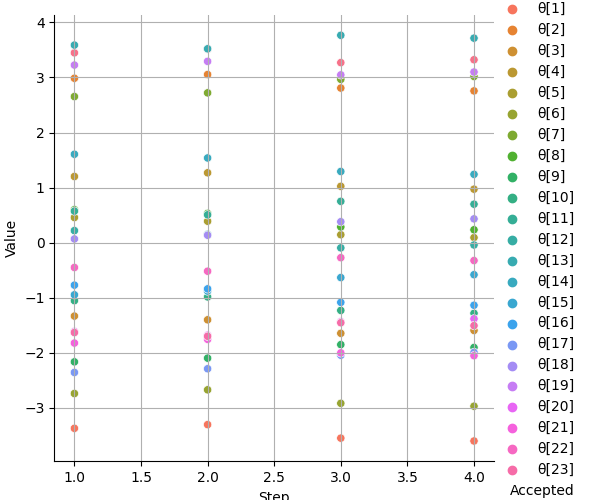 4
3
2
1
0
−1
−2
−3
Value
1.0 1.5 2.0 2.5 3.0 3.5 4.0
Step
θ[1]
θ[2]
θ[3]
θ[4]
θ[5]
θ[6]
θ[7]
θ[8]
θ[9]
θ[10]
θ[11]
θ[12]
θ[13]
θ[14]
θ[15]
θ[16]
θ[17]
θ[18]
θ[19]
θ[20]
θ[21]
θ[22]
θ[23]
Accepted